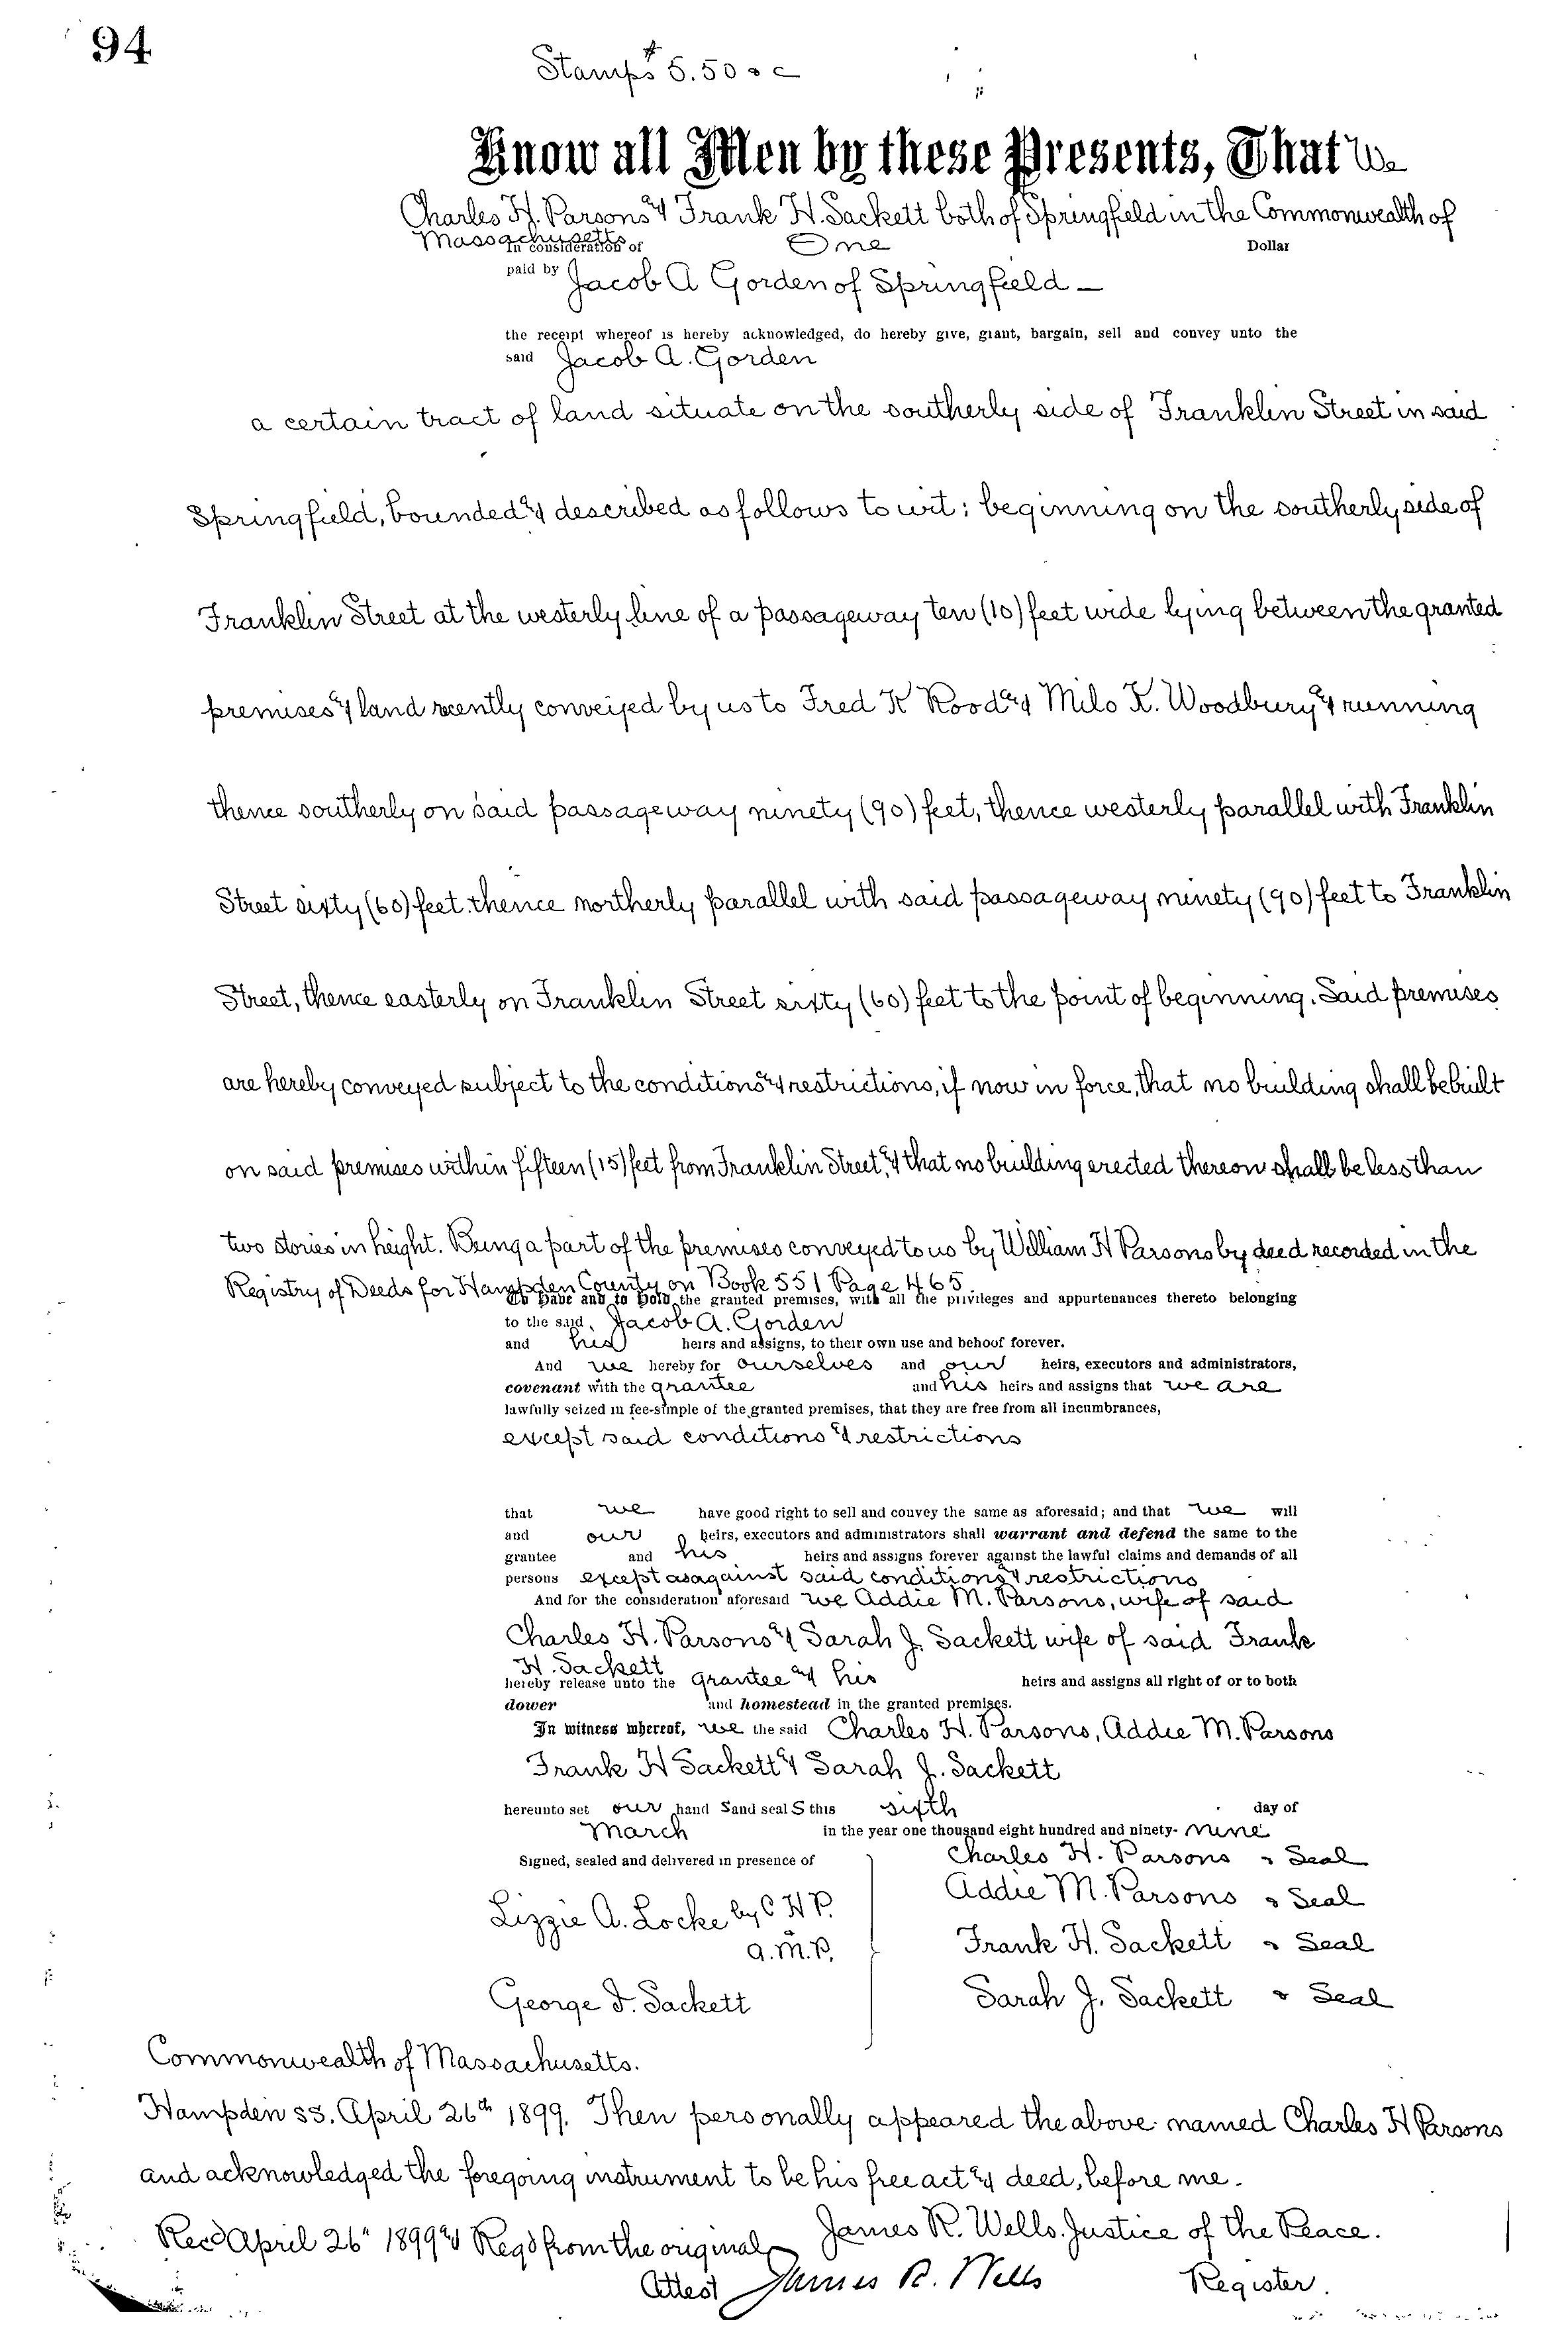 94
Stamps $5.50 & c
Know all Men by these Presents, That We
Charles H. Parsons & Frank H. Sackett both of Springfield in the Commonwealth of
Massachusetts
In consideration of One Dollar
paid by Jacob A Gorden of Springfield —
the receipt whereof is hereby acknowledged, do hereby give, grant, bargain, sell and convey unto the
said Jacob A. Gorden
a certain tract of land situate on the southerly side of Franklin Street in said
Springfield, bounded & described as follows to wit: beginning on the southerly side of
Franklin Street at the westerly line of a passageway ten (10) feet wide lying between the granted
premises & land recently conveyed by us to Fred K Rood & Milo K. Woodbury & running
thence southerly on said passageway ninety (90) feet, thence westerly parallel with Franklin
Street sixty (60) feet. thence northerly parallel with said passageway ninety (90) feet to Franklin
Street, thence easterly on Franklin Street sixty (60) feet to the point of beginning. Said premises
are hereby conveyed subject to the conditions & restrictions, if now in force, that no building shall be built
on said premises within fifteen (15) feet from Franklin Street, & that no building erected thereon shall be less than
two stories in height. Being a part of the premises conveyed to us by William H Parsons by deed recorded in the
Registry of Deeds for Hampden County on Book 551 Page 465.
To Have and to Hold the granted premises, with all the privileges and appurtenances thereto belonging
to the said, Jacob A. Gorden
and his heirs and assigns, to their own use and behoof forever.
And we hereby for ourselves and our heirs, executors and administrators,
covenant with the grantee and his heirs and assigns that we are
lawfully seized in fee-simple of the granted premises, that they are free from all incumbrances,
except said conditions & restrictions
that we have good right to sell and convey the same as aforesaid; and that we will
and our heirs, executors and administrators shall warrant and defend the same to the
grantee and his heirs and assigns forever against the lawful claims and demands of all
persons except as against said conditions & restrictions
And for the consideration aforesaid we Addie M. Parsons, wife of said
Charles H. Parsons & Sarah J. Sackett wife of said Frank
H. Sackett
hereby release unto the grantee & his heirs and assigns all right of or to both
dower and homestead in the granted premises.
In witness whereof, we the said Charles H. Parsons, Addie M. Parsons
Frank H Sackett & Sarah J. Sackett
hereunto set our hand s and seal s this sixth day of
March in the year one thousand eight hundred and ninety- nine
Signed, sealed and delivered in presence of
Charles H. Parsons & Seal
Lizzie A. Locke by C H P.
Addie M. Parsons & Seal
a. M. P.
Frank H. Sackett & Seal
George F. Sackett
Sarah J. Sackett & Seal
Commonwealth of Massachusetts.
Hampden ss. April 26th 1899. Then personally appeared the above named Charles H Parsons
and acknowledged the foregoing instrument to be his free act & deed, before me.
James R. Wells. Justice of the Peace.
Recd April 26" 1899 & Regd from the original
Attest James R. Wells Register.